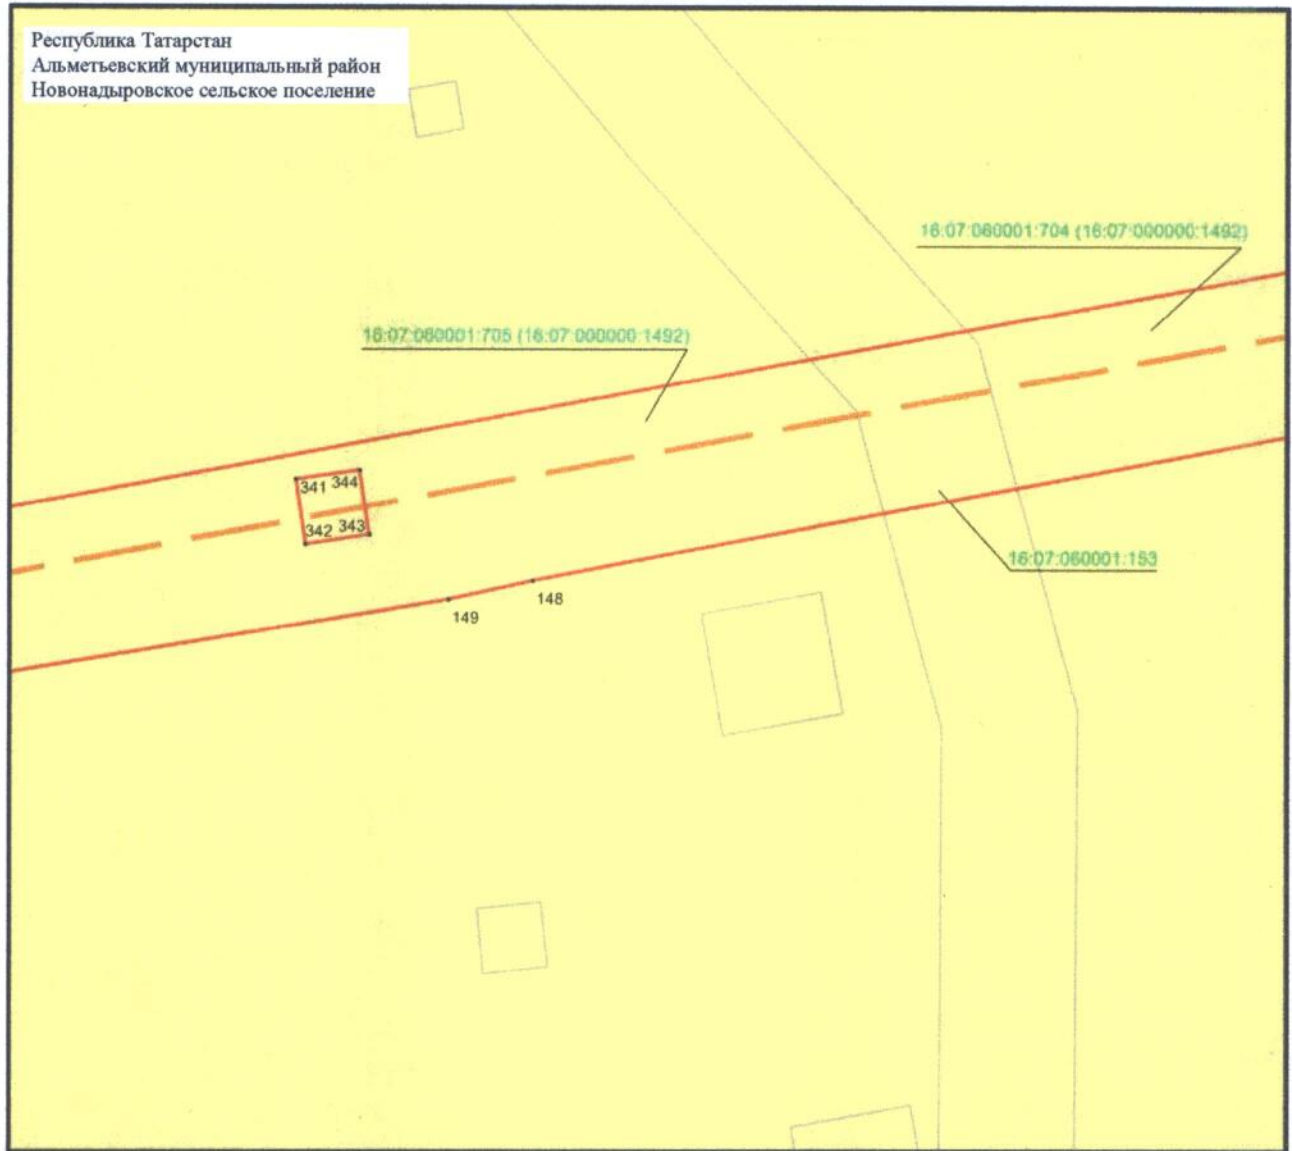 Республика Татарстан
Альметьевский муниципальный район
Новонадыровское сельское поселение
16:07:060001:704 (16:07:000000:1492)
16:07:060001:705 (16:07:000000:1492)
341 344
342 343
16:07:060001:153
148
149